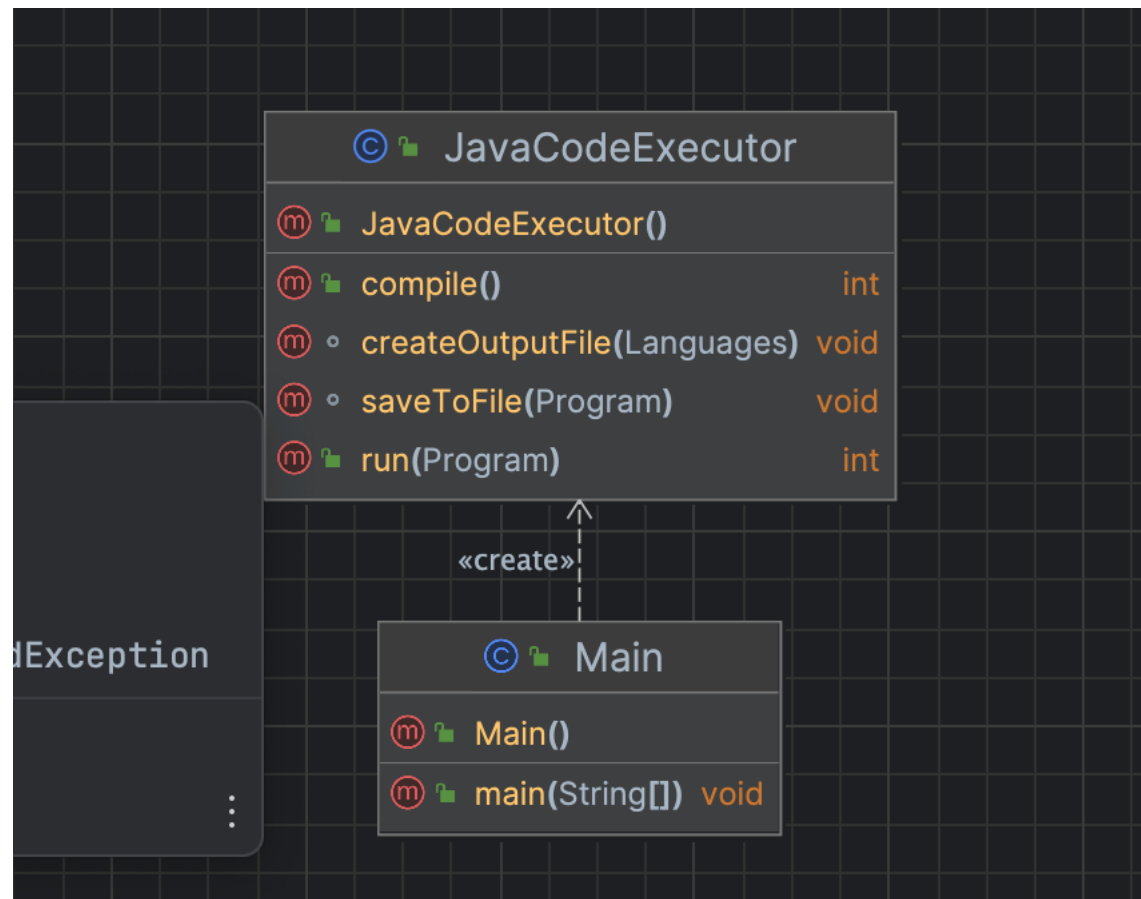 JavaCodeExecutor
JavaCodeExecutor()
compile() int
createOutputFile(Languages) void
saveToFile(Program) void
run(Program) int
«create»
dException
Main
Main()
main(String[]) void